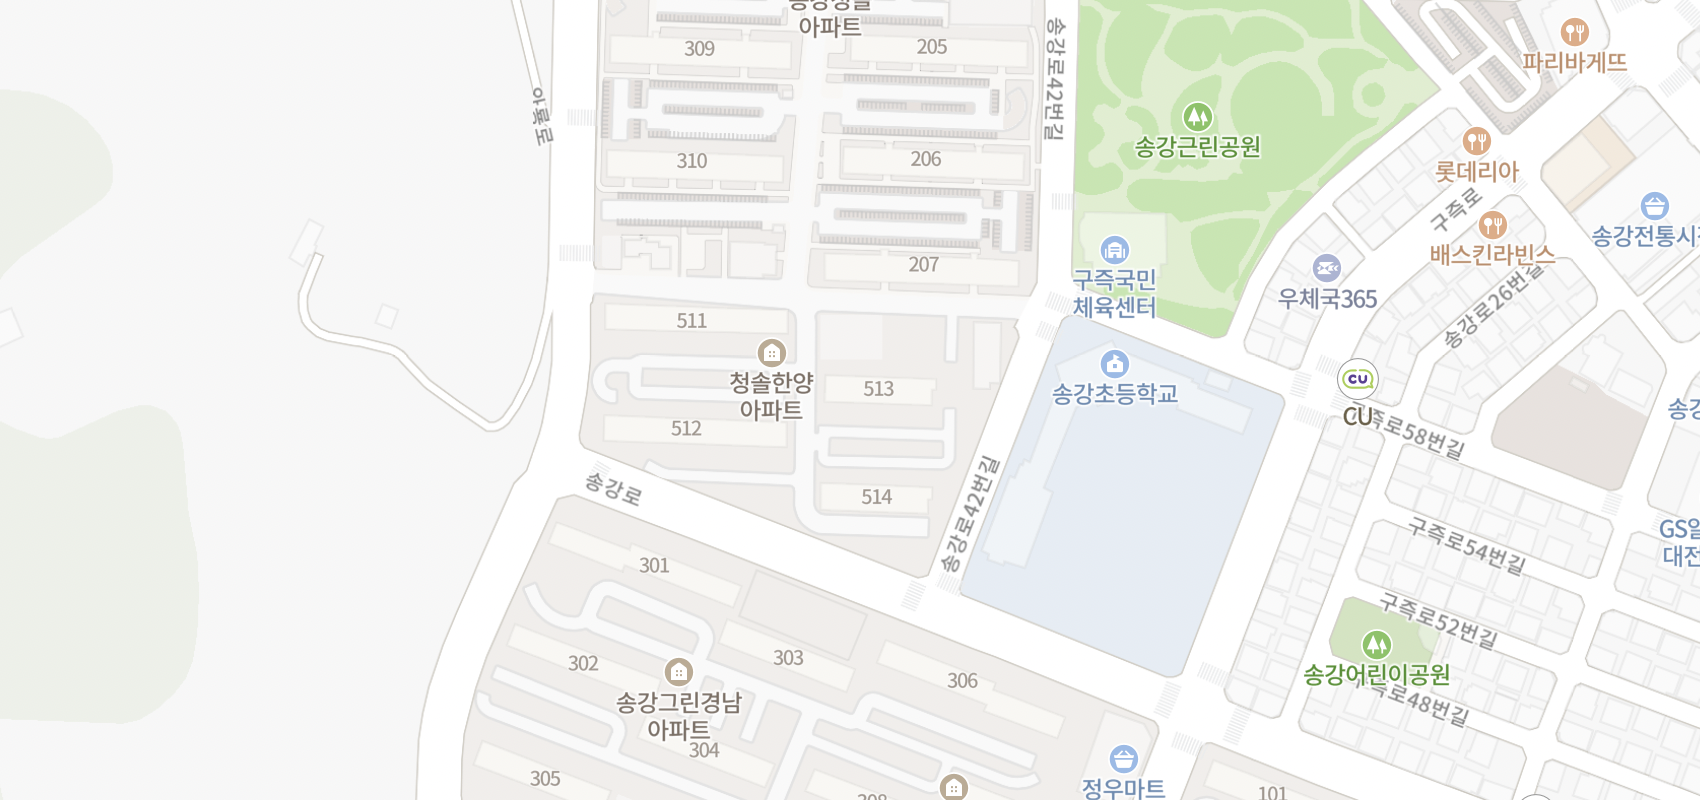 아파트
309
205
송강로42번길
파리바게뜨
아룩로
송강근린공원
310
206
롯데리아
구즉로
송강전통시
배스킨라빈스
207
구즉국민
체육센터
우체국365
송강로26번길
511
청솔한양
아파트
513
송강초등학교
CU
CU
구즉로58번길
512
송강로
514
송강로42번길
GS
대전
구즉로54번길
301
구즉로52번길
302
303
306
송강그린경남
아파트
송강어린이공원
구즉로48번길
304
305
정우마트
101